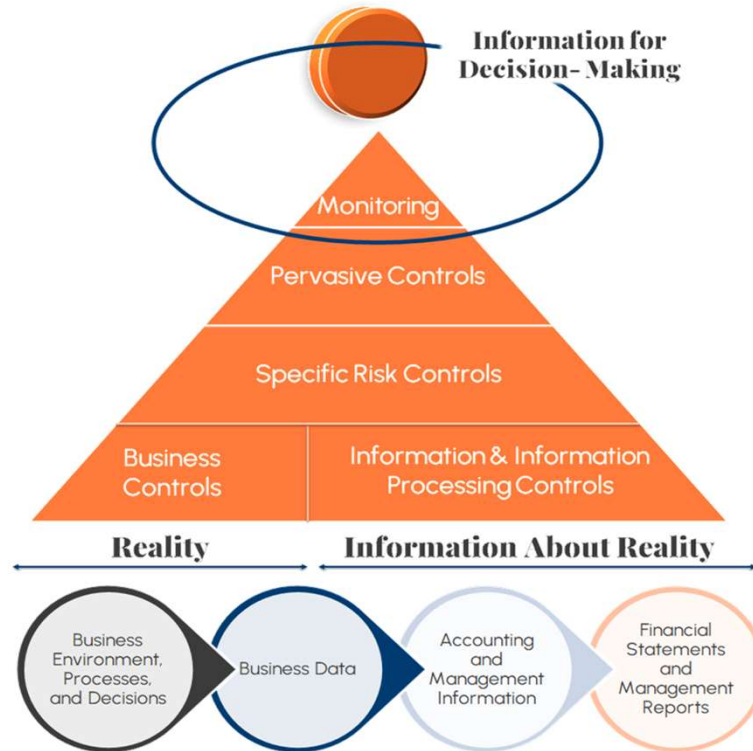 Information for
Decision- Making
Monitoring
Pervasive Controls
Specific Risk Controls
Business
Controls
Information & Information
Processing Controls
Reality
Information About Reality
Business
Environment,
Processes,
and Decisions
Business Data
Accounting
and
Management
Information
Financial
Statements
and
Management
Reports